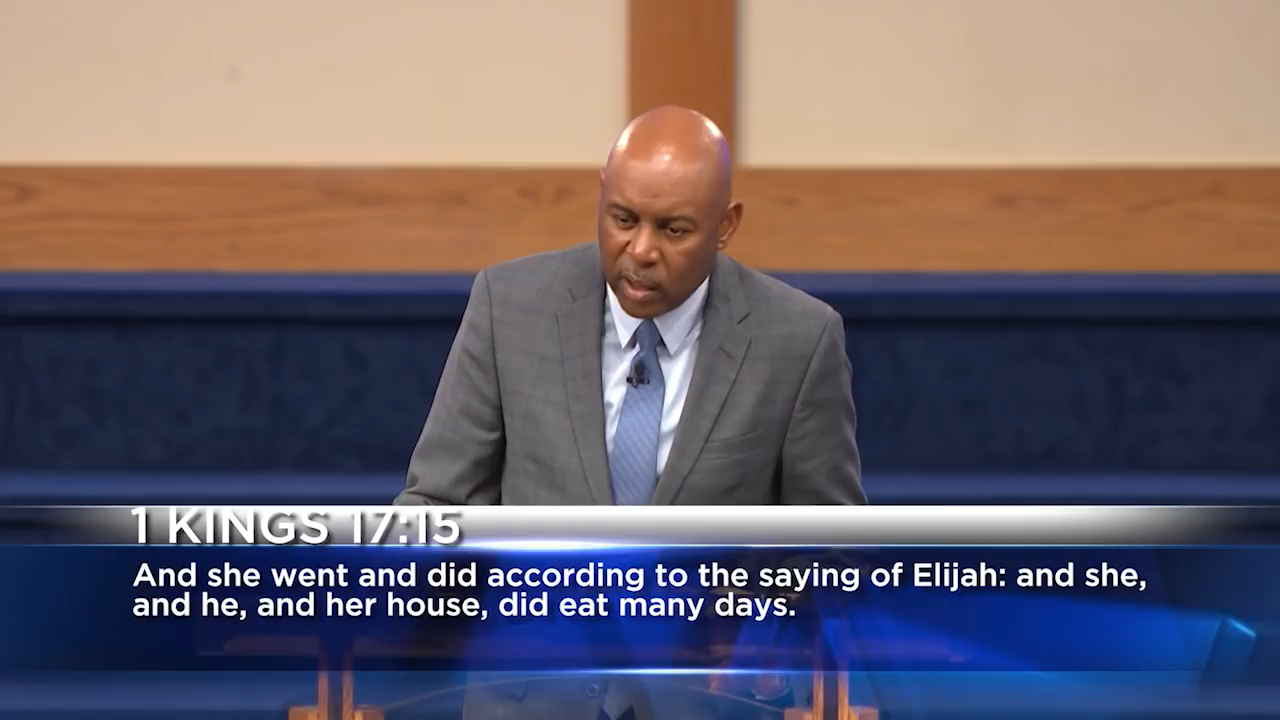 1 KINGS 17:15
And she went and did according to the saying of Elijah: and she,
and he, and her house, did eat many days.